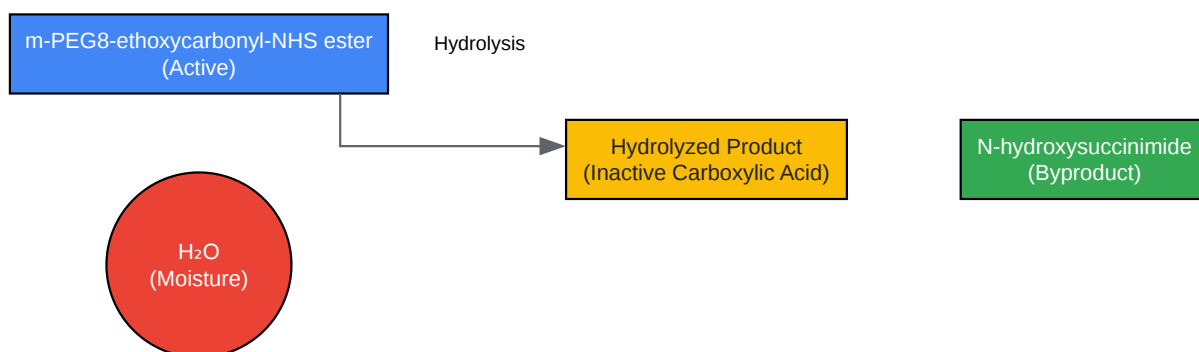 m-PEG8-ethoxycarbonyl-NHS ester
(Active)
Hydrolysis
Hydrolyzed Product
(Inactive Carboxylic Acid)
N-hydroxysuccinimide
(Byproduct)
H₂O
(Moisture)